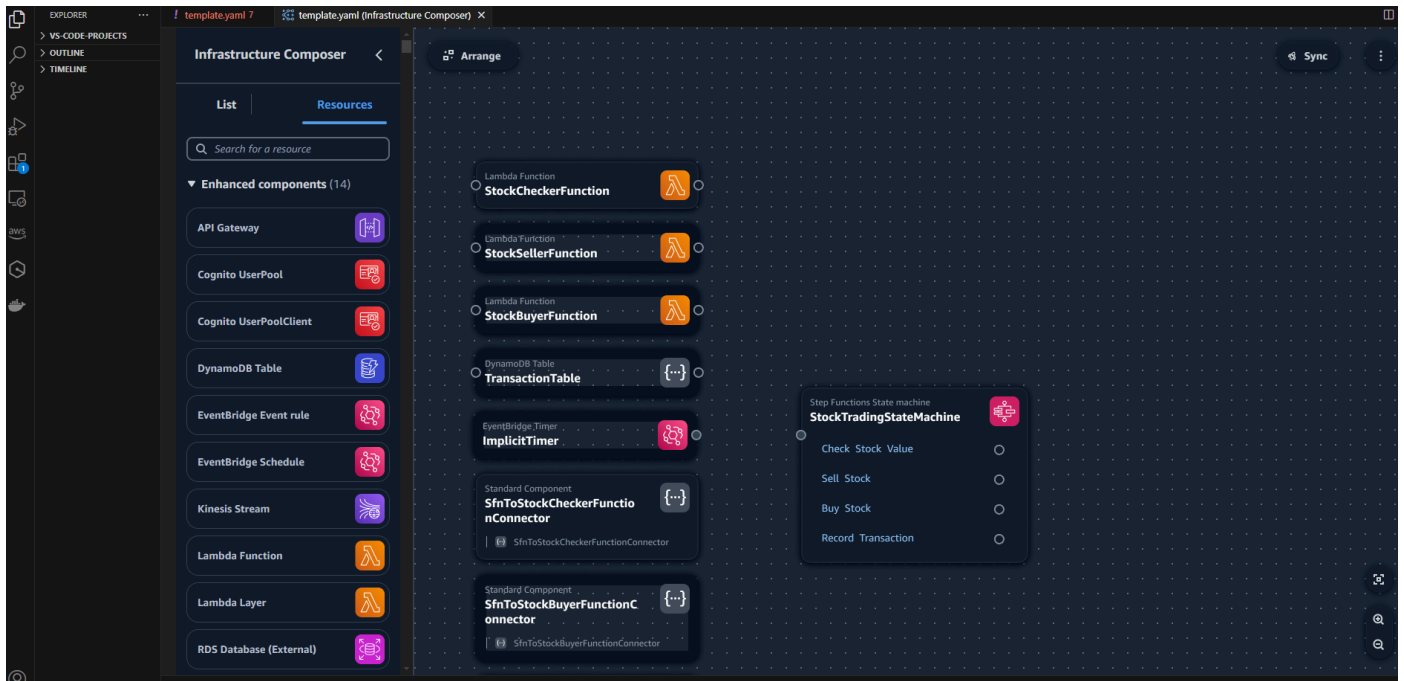 EXPLORER ···
! template.yaml 7
template.yaml (Infrastructure Composer) ×
VS-CODE-PROJECTS
OUTLINE
TIMELINE
1
aws
Infrastructure Composer
List
Resources
Search for a resource
Enhanced components (14)
API Gateway
Cognito UserPool
Cognito UserPoolClient
DynamoDB Table
EventBridge Event rule
EventBridge Schedule
Kinesis Stream
Lambda Function
Lambda Layer
RDS Database (External)
Arrange
Sync
Lambda Function
StockCheckerFunction
Lambda Function
StockSellerFunction
Lambda Function
StockBuyerFunction
DynamoDB Table
TransactionTable
EventBridge Timer
ImplicitTimer
Standard Component
SfnToStockCheckerFunctio
nConnector
SfnToStockCheckerFunctionConnector
Standard Component
SfnToStockBuyerFunctionC
onnector
SfnToStockBuyerFunctionConnector
Step Functions State machine
StockTradingStateMachine
Check Stock Value
Sell Stock
Buy Stock
Record Transaction